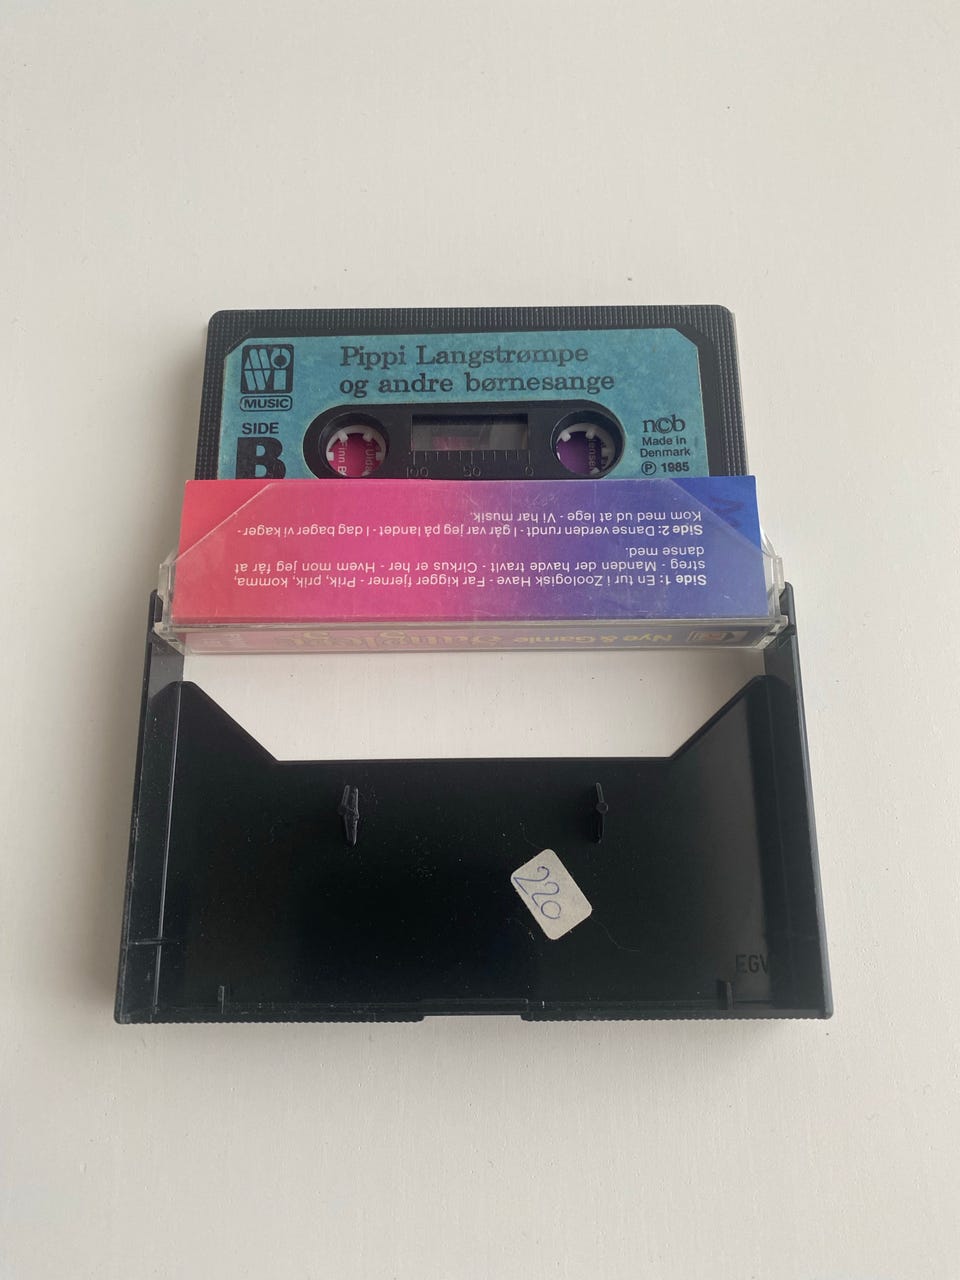 MOWI
MUSIC
Pippi Langstrømpe
og andre børnesange
SIDE
B
ncb
Made in
Denmark
Ⓟ 1985
Finn B
Side 1: En tur i Zoologisk Have - Far kigger fjerner - Prik, prik, komma,
streg - Manden der havde travlt - Cirkus er her - Hvem mon jeg får at
danse med.
Side 2: Danse verden rundt - I går var jeg på landet - I dag bager vi kager -
Kom med ud at lege - Vi har musik.
Nye & Gamle Sanglege
100 50 0
220
EGV